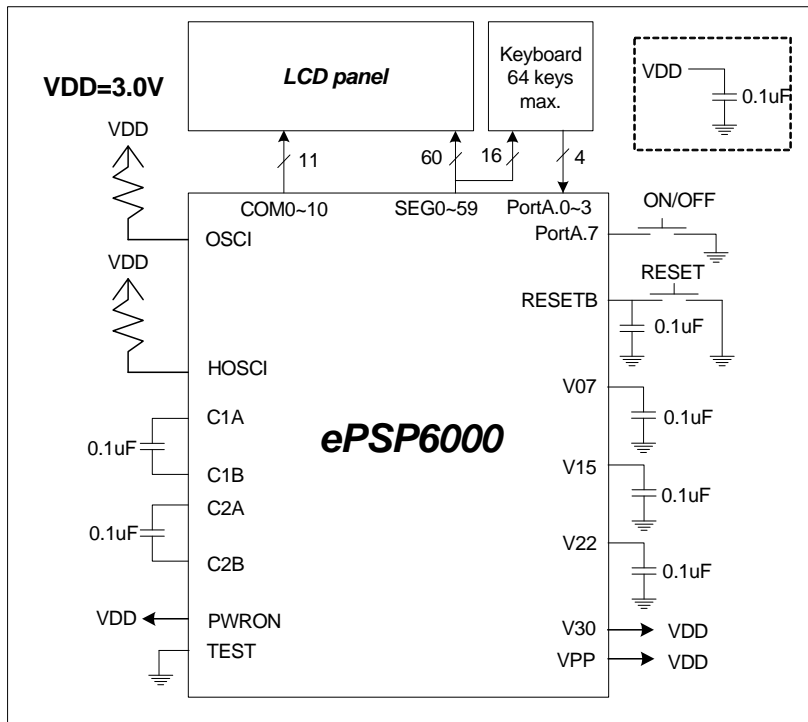 LCD panel
Keyboard
64 keys
max.
VDD
0.1uF
VDD=3.0V
VDD
11
60
16
4
COM0~10
SEG0~59
PortA.0~3
ON/OFF
PortA.7
OSCI
VDD
RESET
RESETB
0.1uF
HOSCI
V07
0.1uF
C1A
0.1uF
C1B
ePSP6000
V15
0.1uF
C2A
0.1uF
C2B
V22
0.1uF
VDD
PWRON
V30
VDD
TEST
VPP
VDD